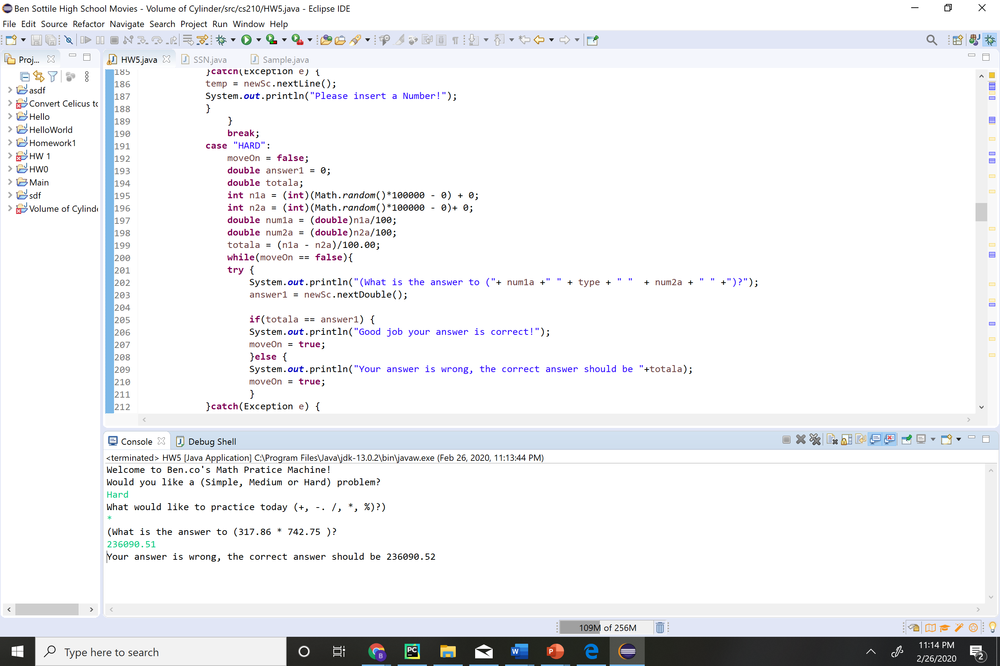 Ben Sottile High School Movies - Volume of Cylinder/src/cs210/HW5.java - Eclipse IDE
File Edit Source Refactor Navigate Search Project Run Window Help
Proj...
HW5.java
SSN.java
Sample.java
asdf
Convert Celicus tc
Hello
HelloWorld
Homework1
HW 1
HW0
Main
sdf
Volume of Cylinde
185 }catch(Exception e) {
186 temp = newSc.nextLine();
187 System.out.println("Please insert a Number!");
188 }
189 }
190 break;
191 case "HARD":
192 moveOn = false;
193 double answer1 = 0;
194 double totala;
195 int n1a = (int)(Math.random()*100000 - 0) + 0;
196 int n2a = (int)(Math.random()*100000 - 0)+ 0;
197 double num1a = (double)n1a/100;
198 double num2a = (double)n2a/100;
199 totala = (n1a - n2a)/100.00;
200 while(moveOn == false){
201 try {
202 System.out.println("(What is the answer to ("+ num1a +" " + type + " "  + num2a + " " +")?");
203 answer1 = newSc.nextDouble();
204
205 if(totala == answer1) {
206 System.out.println("Good job your answer is correct!");
207 moveOn = true;
208 }else {
209 System.out.println("Your answer is wrong, the correct answer should be "+totala);
210 moveOn = true;
211 }
212 }catch(Exception e) {
Console
Debug Shell
<terminated> HW5 [Java Application] C:\Program Files\Java\jdk-13.0.2\bin\javaw.exe (Feb 26, 2020, 11:13:44 PM)
Welcome to Ben.co's Math Pratice Machine!
Would you like a (Simple, Medium or Hard) problem?
Hard
What would like to practice today (+, -. /, *, %)?)
*
(What is the answer to (317.86 * 742.75 )?
236090.51
Your answer is wrong, the correct answer should be 236090.52
109M of 256M
Type here to search
11:14 PM
2/26/2020
2